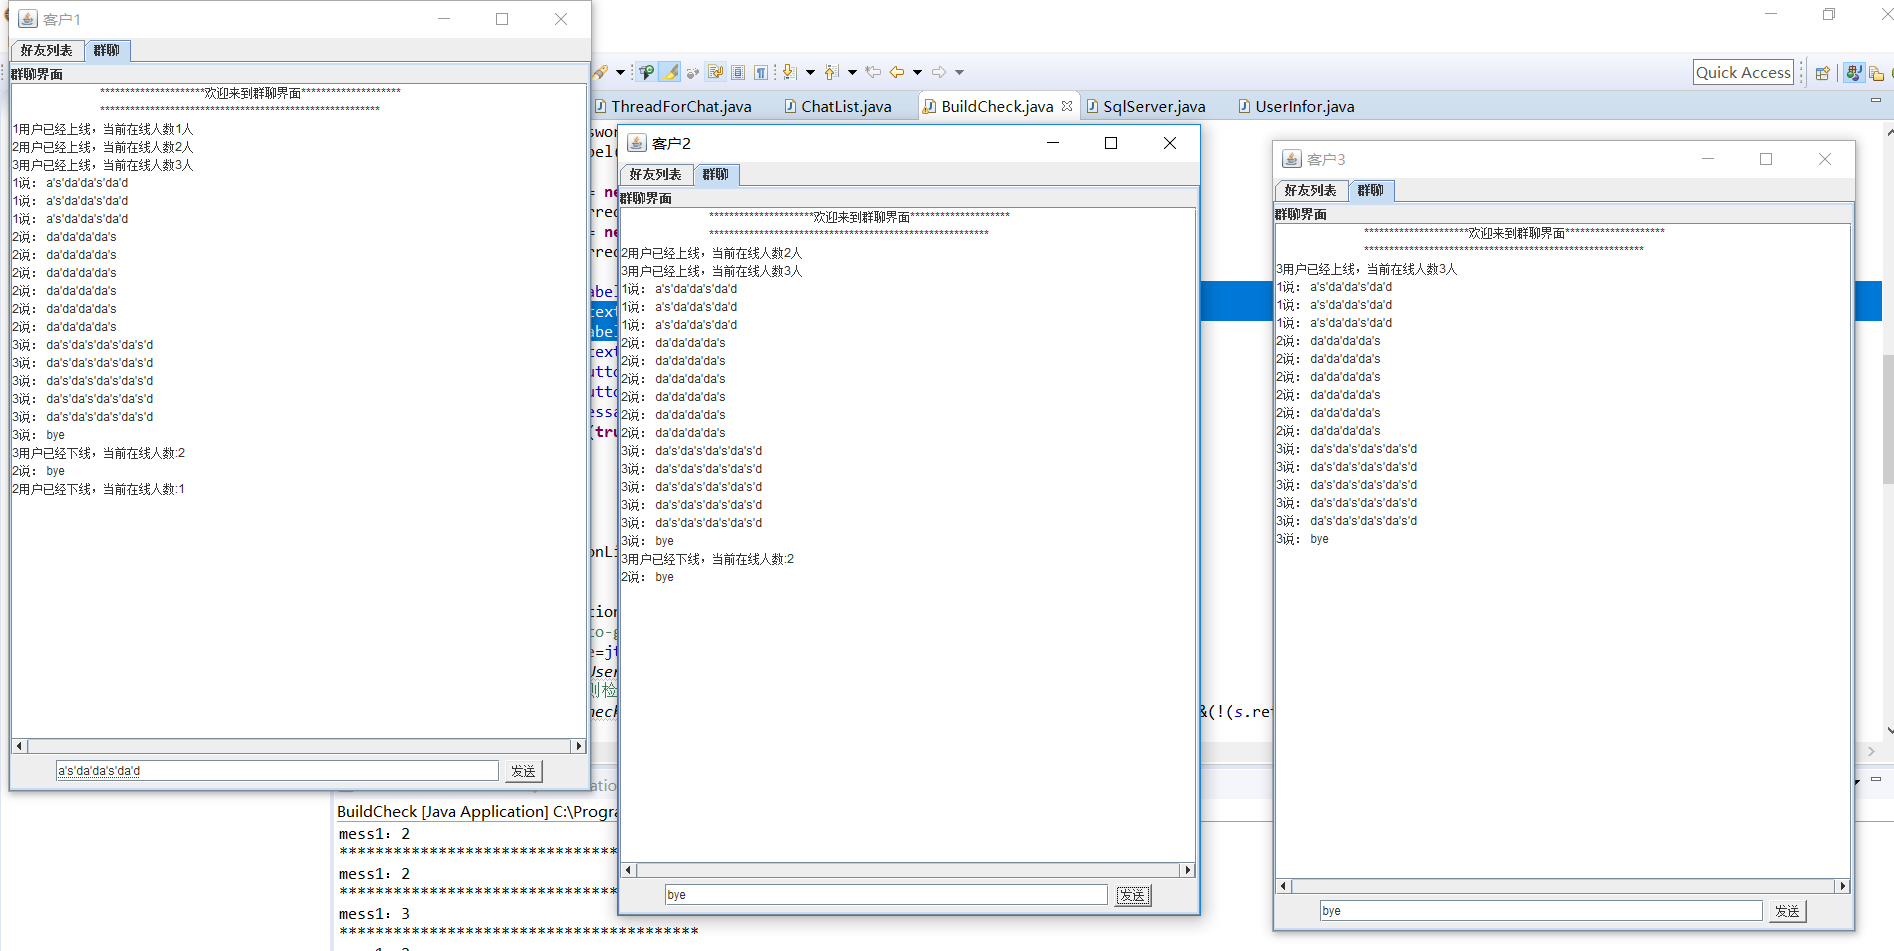 客户1
好友列表
群聊
群聊界面
*********************欢迎来到群聊界面********************
********************************************************
1用户已经上线，当前在线人数1人
2用户已经上线，当前在线人数2人
3用户已经上线，当前在线人数3人
1说： a's'da'da's'da'd
1说： a's'da'da's'da'd
1说： a's'da'da's'da'd
2说： da'da'da'da's
2说： da'da'da'da's
2说： da'da'da'da's
2说： da'da'da'da's
2说： da'da'da'da's
2说： da'da'da'da's
3说： da's'da's'da's'da's'd
3说： da's'da's'da's'da's'd
3说： da's'da's'da's'da's'd
3说： da's'da's'da's'da's'd
3说： da's'da's'da's'da's'd
3说： bye
3用户已经下线，当前在线人数:2
2说： bye
2用户已经下线，当前在线人数:1
a's'da'da's'da'd
发送
Quick Access
ThreadForChat.java
ChatList.java
BuildCheck.java
SqlServer.java
UserInfor.java
客户2
好友列表
群聊
群聊界面
*********************欢迎来到群聊界面********************
********************************************************
2用户已经上线，当前在线人数2人
3用户已经上线，当前在线人数3人
1说： a's'da'da's'da'd
1说： a's'da'da's'da'd
1说： a's'da'da's'da'd
2说： da'da'da'da's
2说： da'da'da'da's
2说： da'da'da'da's
2说： da'da'da'da's
2说： da'da'da'da's
2说： da'da'da'da's
3说： da's'da's'da's'da's'd
3说： da's'da's'da's'da's'd
3说： da's'da's'da's'da's'd
3说： da's'da's'da's'da's'd
3说： da's'da's'da's'da's'd
3说： bye
3用户已经下线，当前在线人数:2
2说： bye
bye
发送
&(!(s.re
客户3
好友列表
群聊
群聊界面
*********************欢迎来到群聊界面********************
********************************************************
3用户已经上线，当前在线人数3人
1说： a's'da'da's'da'd
1说： a's'da'da's'da'd
1说： a's'da'da's'da'd
2说： da'da'da'da's
2说： da'da'da'da's
2说： da'da'da'da's
2说： da'da'da'da's
2说： da'da'da'da's
2说： da'da'da'da's
3说： da's'da's'da's'da's'd
3说： da's'da's'da's'da's'd
3说： da's'da's'da's'da's'd
3说： da's'da's'da's'da's'd
3说： da's'da's'da's'da's'd
3说： bye
bye
发送
BuildCheck [Java Application] C:\Progra
mess1: 2
*******************************
mess1: 2
*******************************
mess1: 3
****************************************